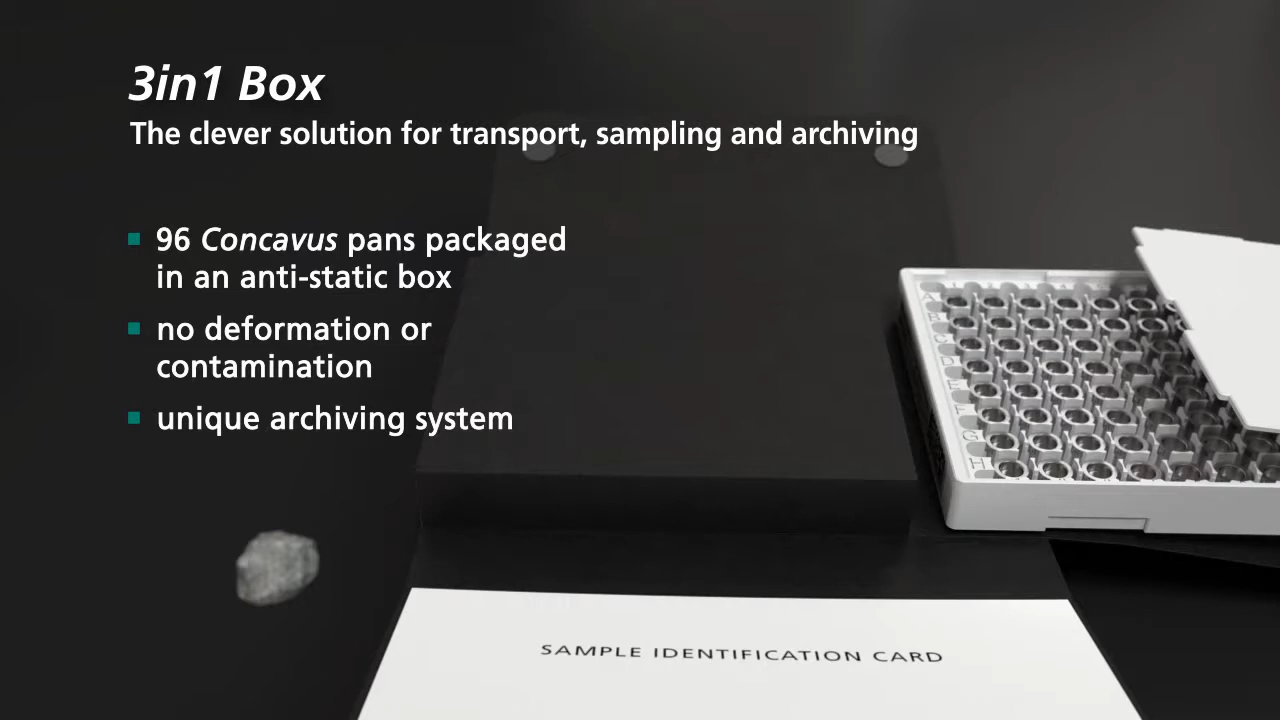 3in1 Box
The clever solution for transport, sampling and archiving
96 Concavus pans packaged
in an anti-static box
no deformation or
contamination
unique archiving system
A
B
C
D
E
F
G
H
SAMPLE IDENTIFICATION CARD